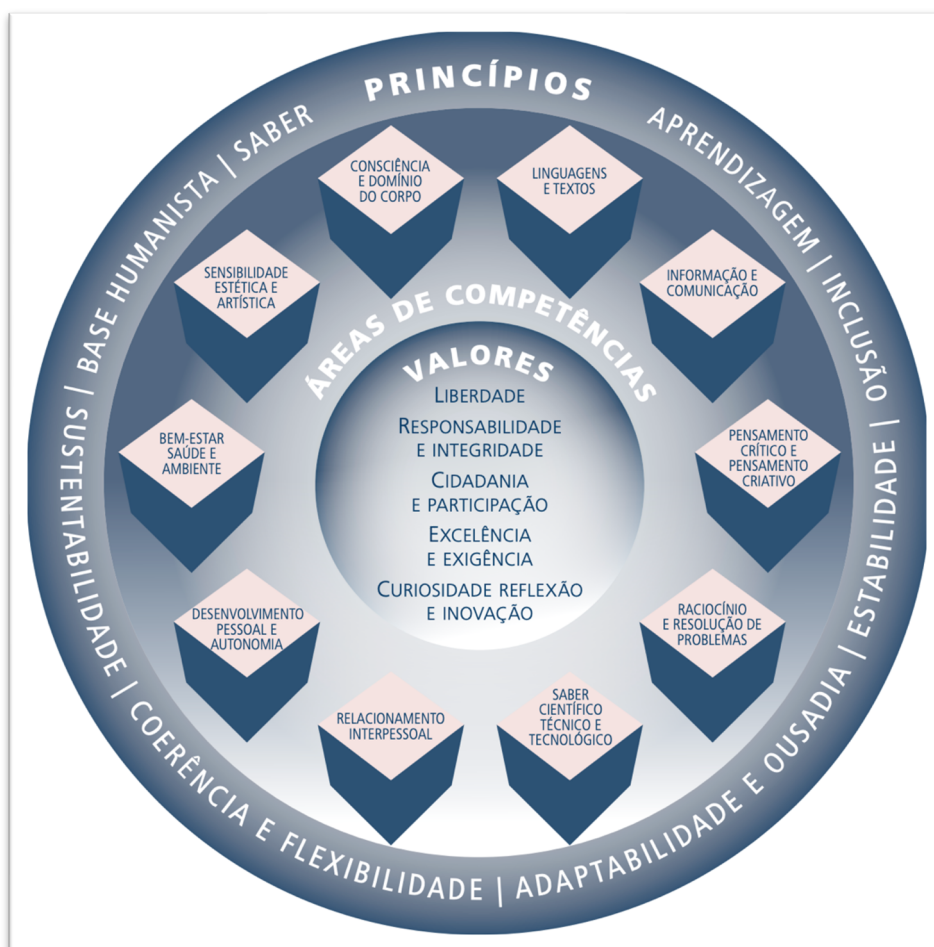 PRINCÍPIOS
BASE HUMANISTA | SABER
APRENDIZAGEM | INCLUSÃO |
ESTABILIDADE |
ADAPTABILIDADE E OUSADIA |
COERÊNCIA E FLEXIBILIDADE |
SUSTENTABILIDADE |
ÁREAS DE COMPETÊNCIAS
LINGUAGENS
E TEXTOS
INFORMAÇÃO E
COMUNICAÇÃO
PENSAMENTO
CRÍTICO E
PENSAMENTO
CRIATIVO
RACIOCÍNIO
E RESOLUÇÃO DE
PROBLEMAS
SABER
CIENTÍFICO
TÉCNICO E
TECNOLÓGICO
RELACIONAMENTO
INTERPESSOAL
DESENVOLVIMENTO
PESSOAL E
AUTONOMIA
BEM-ESTAR
SAÚDE E
AMBIENTE
SENSIBILIDADE
ESTÉTICA E
ARTÍSTICA
CONSCIÊNCIA
E DOMÍNIO
DO CORPO
VALORES
LIBERDADE
RESPONSABILIDADE
E INTEGRIDADE
CIDADANIA
E PARTICIPAÇÃO
EXCELÊNCIA
E EXIGÊNCIA
CURIOSIDADE REFLEXÃO
E INOVAÇÃO